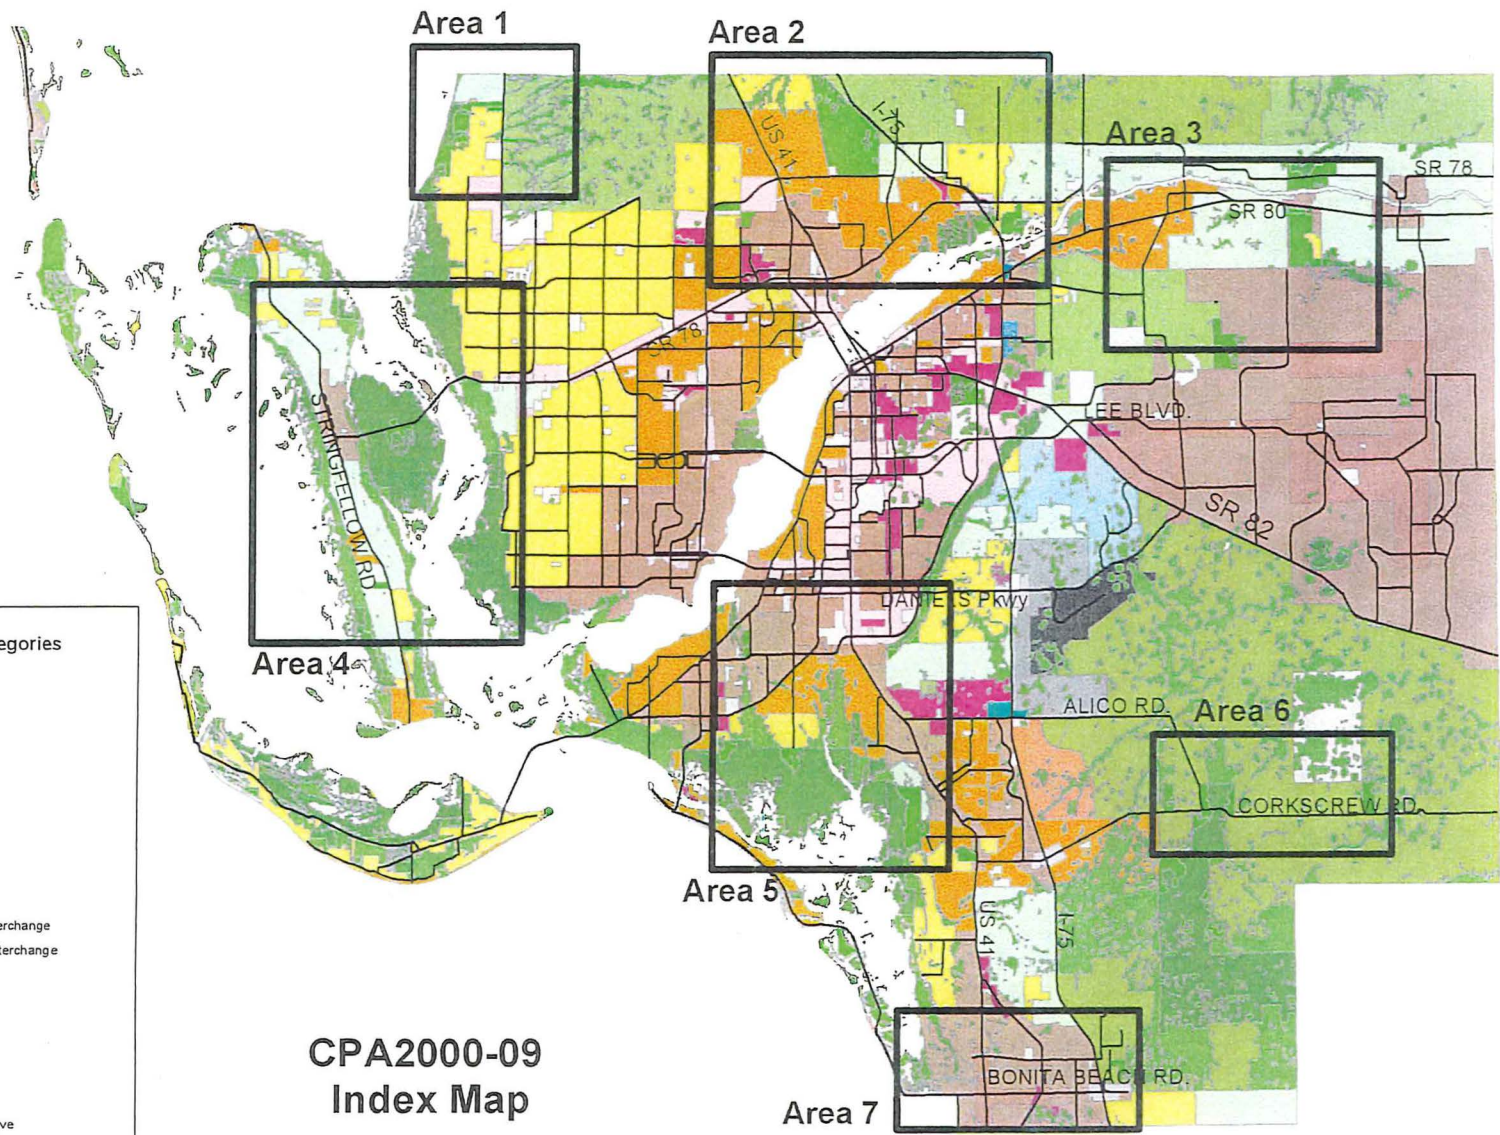 Area 1
Area 2
US 41
I-75
Area 3
SR 78
SR 80
SR 78
LEE BLVD.
STRINGFELLOW RD
SR 82
DANIELS Pkwy
egories
Area 4
ALICO RD.
Area 6
CORKSCREW RD.
Area 5
US 41
I-75
erchange
terchange
CPA2000-09
Index Map
BONITA BEACH RD.
Area 7
ve